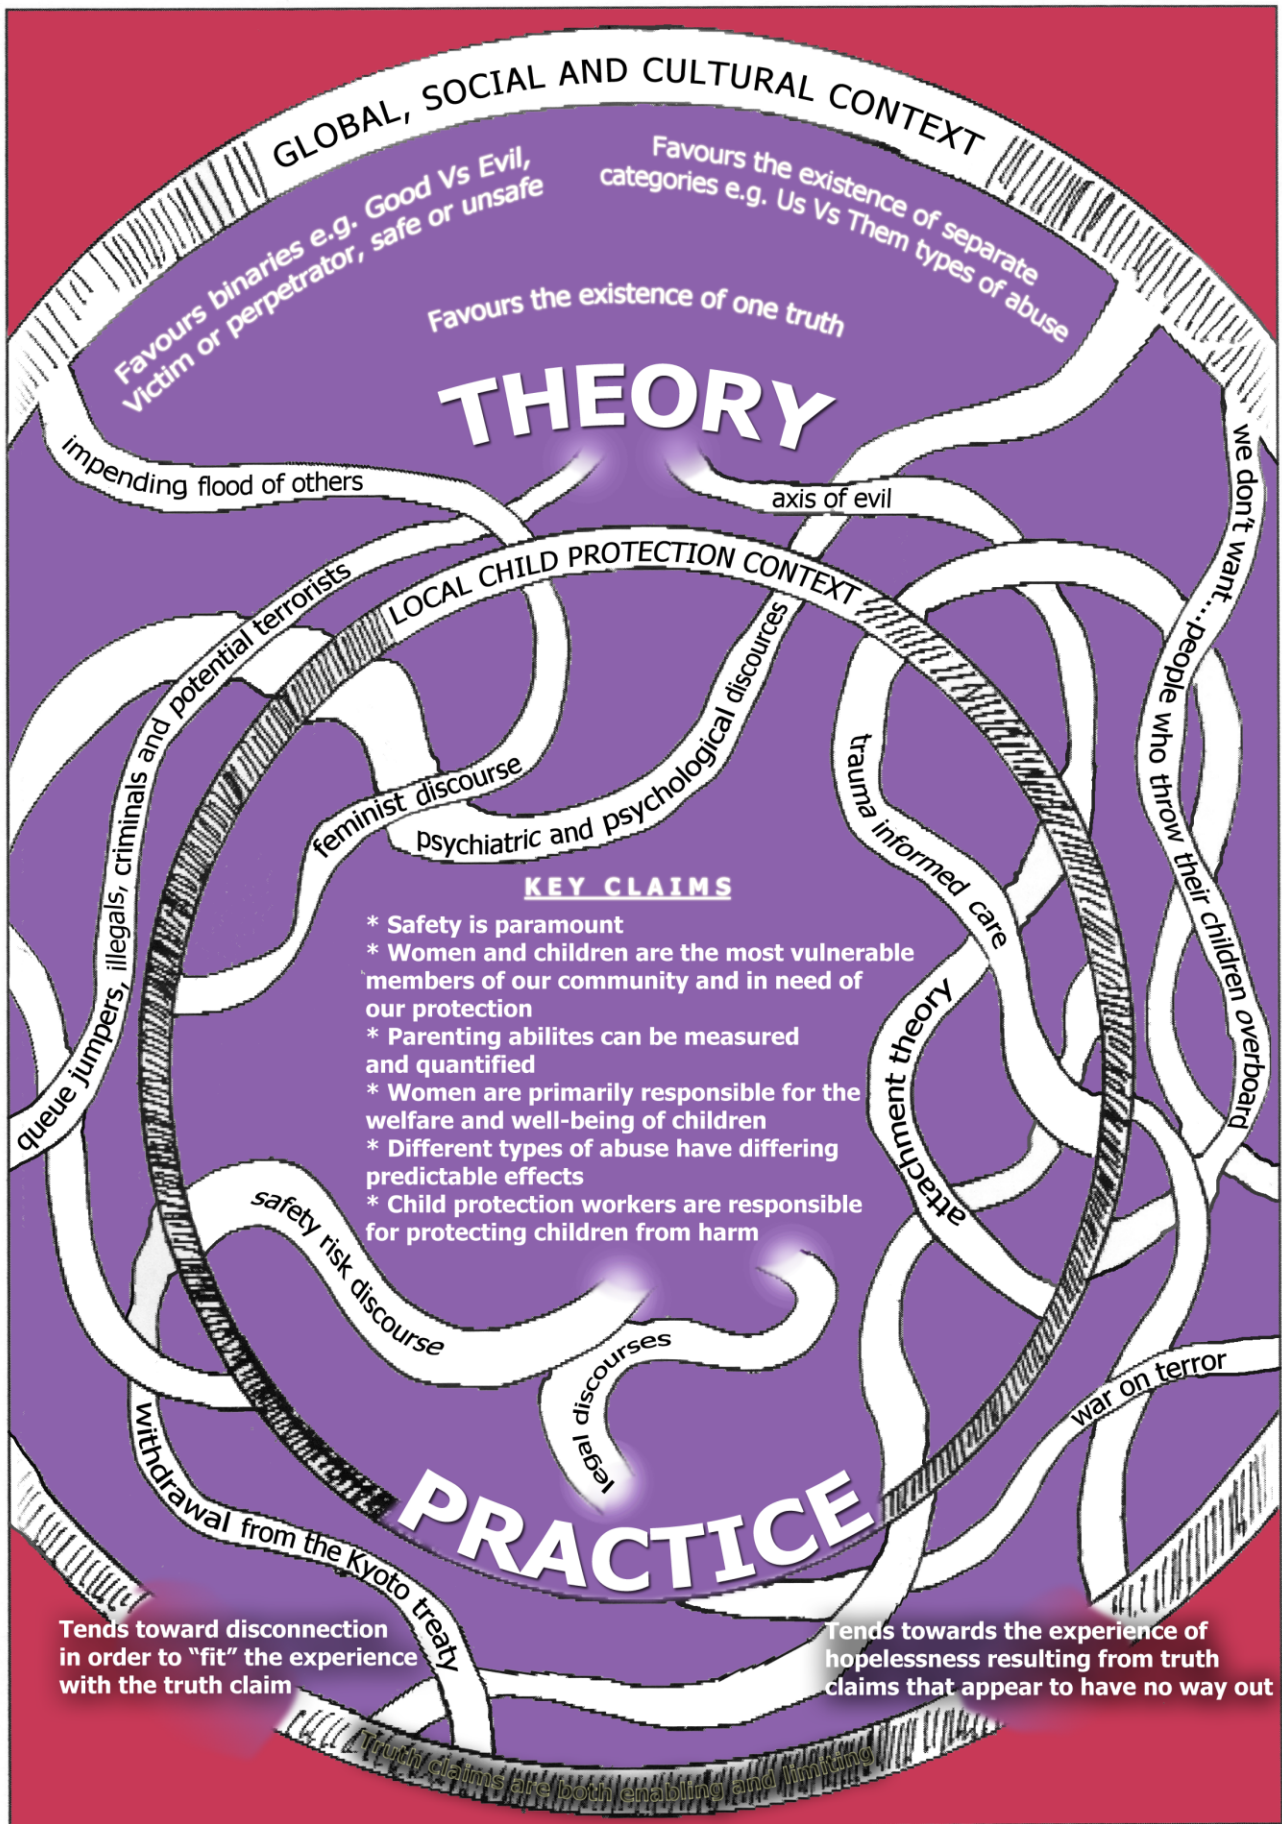 GLOBAL, SOCIAL AND CULTURAL CONTEXT
Favours binaries e.g. Good Vs Evil,
Victim or perpetrator, safe or unsafe
Favours the existence of separate
categories e.g. Us Vs Them types of abuse
Favours the existence of one truth
THEORY
impending flood of others
axis of evil
we don't want...people who throw their children overboard
LOCAL CHILD PROTECTION CONTEXT
queue jumpers, illegals, criminals and potential terrorists
feminist discourse
psychiatric and psychological discources
trauma informed care
attachment theory
KEY CLAIMS
* Safety is paramount
* Women and children are the most vulnerable
members of our community and in need of
our protection
* Parenting abilites can be measured
and quantified
* Women are primarily responsible for the
welfare and well-being of children
* Different types of abuse have differing
predictable effects
* Child protection workers are responsible
for protecting children from harm
safety risk discourse
legal discourses
war on terror
withdrawal from the Kyoto treaty
PRACTICE
Tends toward disconnection
in order to “fit” the experience
with the truth claim
Tends towards the experience of
hopelessness resulting from truth
claims that appear to have no way out
Truth claims are both enabling and limiting